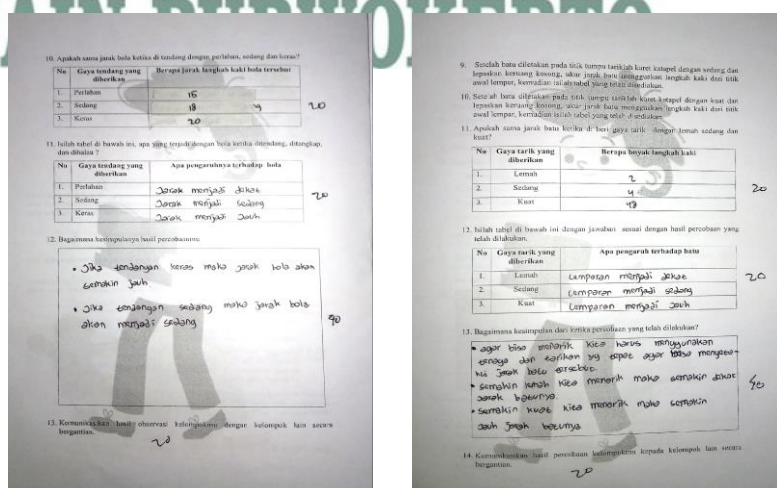 10. Apakah sama jarak bola ketika di tendang dengan perlahan, sedang dan keras?
No Gaya tendang yang diberikan Berapa jarak langkah kaki bola tersebut
1. Perlahan 15
2. Sedang 18
3. Keras 20
20
11. Isilah tabel di bawah ini, apa yang terjadi dengan bola ketika ditendang, ditangkap,
dan dibalas ?
No Gaya tendang yang diberikan Apa pengaruhnya terhadap bola
1. Perlahan Jarak menjadi dekat
2. Sedang Jarak menjadi sedang
3. Keras Jarak menjadi Jauh
20
12. Bagaimana kesimpulanya hasil percobaanmu
• Jika tendangan keras maka jarak bola akan
semakin jauh
• Jika tendangan sedang maka jarak bola
akan menjadi sedang
40
13. Komunikasikan hasil observasi kelompokmu dengan kelompok lain secara
bergantian.
20
9. Setelah batu diletakan pada titik tumpu tariklah karet katapel dengan sedang dan
lepaskan keruang kosong, ukur jarak batu menggunakan langkah kaki dari titik
awal lempar, kemudian isilah tabel yang telah disediakan.
10. Setelah batu diletakan pada titik tumpu tariklah karet katapel dengan kuat dan
lepaskan keruang kosong, ukur jarak batu menggunakan langkah kaki dari titik
awal lempar, kemudian isilah tabel yang telah disediakan.
11. Apakah sama jarak batu ketika di beri gaya tarik dengan lemah sedang dan
kuat?
No Gaya tarik yang diberikan Berapa banyak langkah kaki
1. Lemah 2
2. Sedang 4
3. Kuat
20
12. Isilah tabel di bawah ini dengan jawaban sesuai dengan hasil percobaan yang
telah dilakukan.
No Gaya tarik yang diberikan Apa pengaruh terhadap batu
1. Lemah Lemparan menjadi dekat
2. Sedang Lemparan menjadi sedang
3. Kuat Lemparan menjadi Jauh
20
13. Bagaimana kesimpulan dari ketika percobaan yang telah dilakukan?
• agar bisa menarik kita harus menggunakan
tenaga dan tarikan yg tepat agar bisa mengeta-
hui jarak batu tersebut.
• semakin lemah kita menarik maka semakin dekat
jarak batunya.
• semakin kuat kita menarik maka semakin
Jauh jarak batunya
40
14. Komunikasikan hasil percobaan kelompokmu kepada kelompok lain secara
bergantian.
20